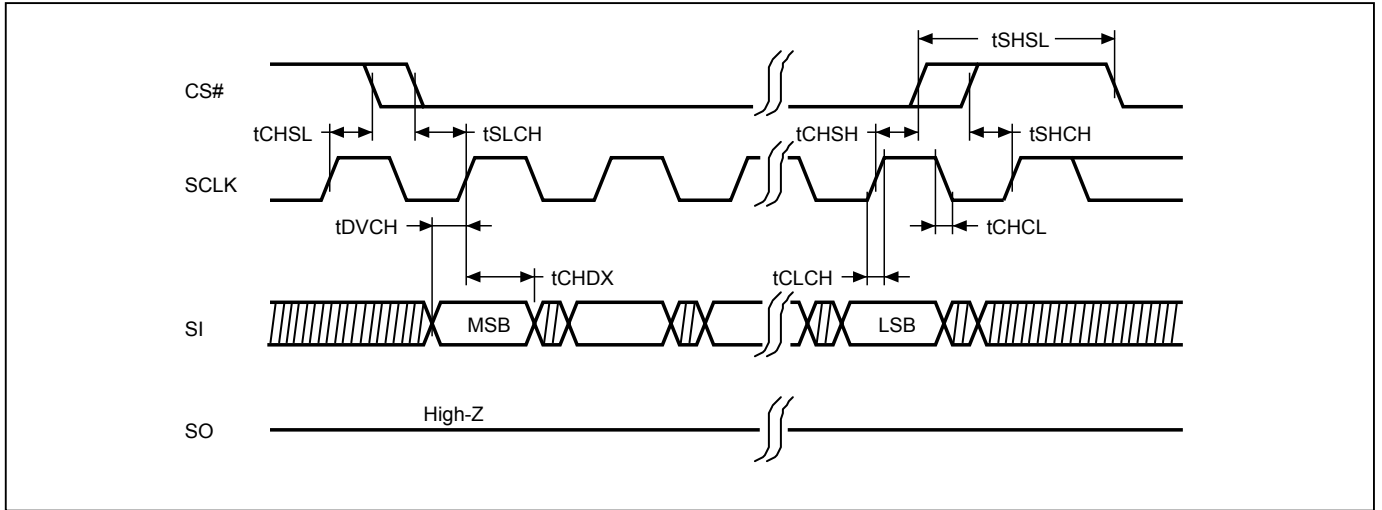 tSHSL
CS#
tCHSL
tSLCH
tCHSH
tSHCH
SCLK
tDVCH
tCHCL
tCHDX
tCLCH
SI
MSB
LSB
High-Z
SO